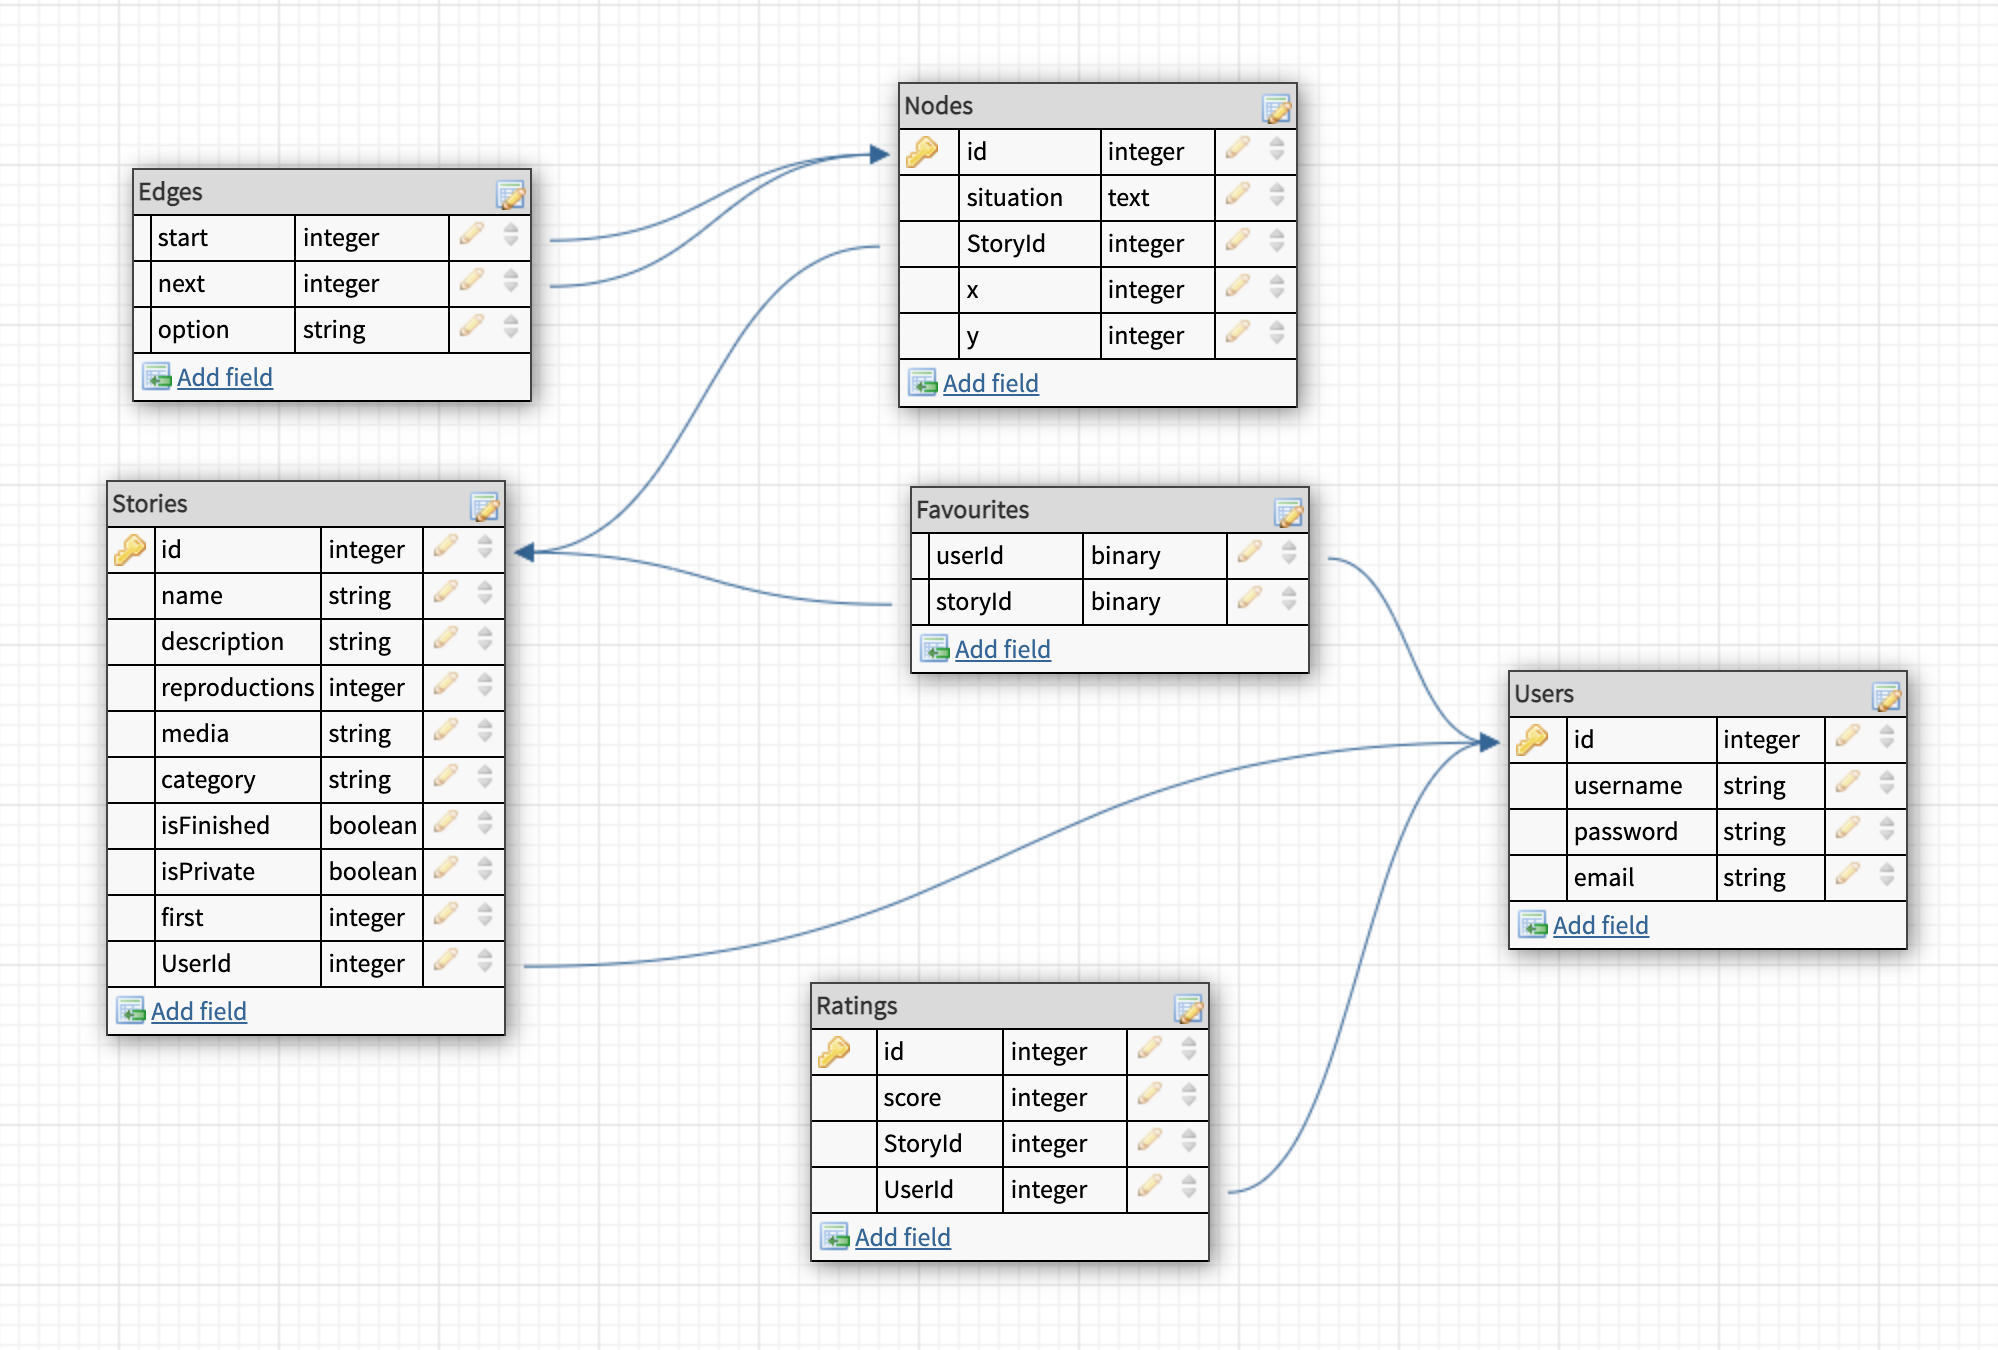 Nodes
id integer
situation text
StoryId integer
x integer
y integer
Add field
Edges
start integer
next integer
option string
Add field
Stories
id integer
name string
description string
reproductions integer
media string
category string
isFinished boolean
isPrivate boolean
first integer
UserId integer
Add field
Favourites
userId binary
storyId binary
Add field
Users
id integer
username string
password string
email string
Add field
Ratings
id integer
score integer
StoryId integer
UserId integer
Add field